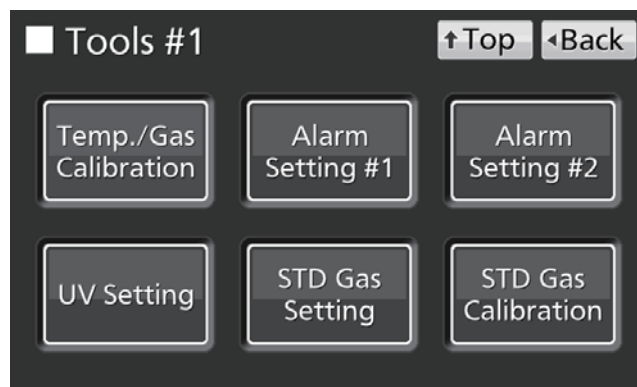 Tools #1
↑Top
◂Back
Temp./Gas
Calibration
Alarm
Setting #1
Alarm
Setting #2
UV Setting
STD Gas
Setting
STD Gas
Calibration